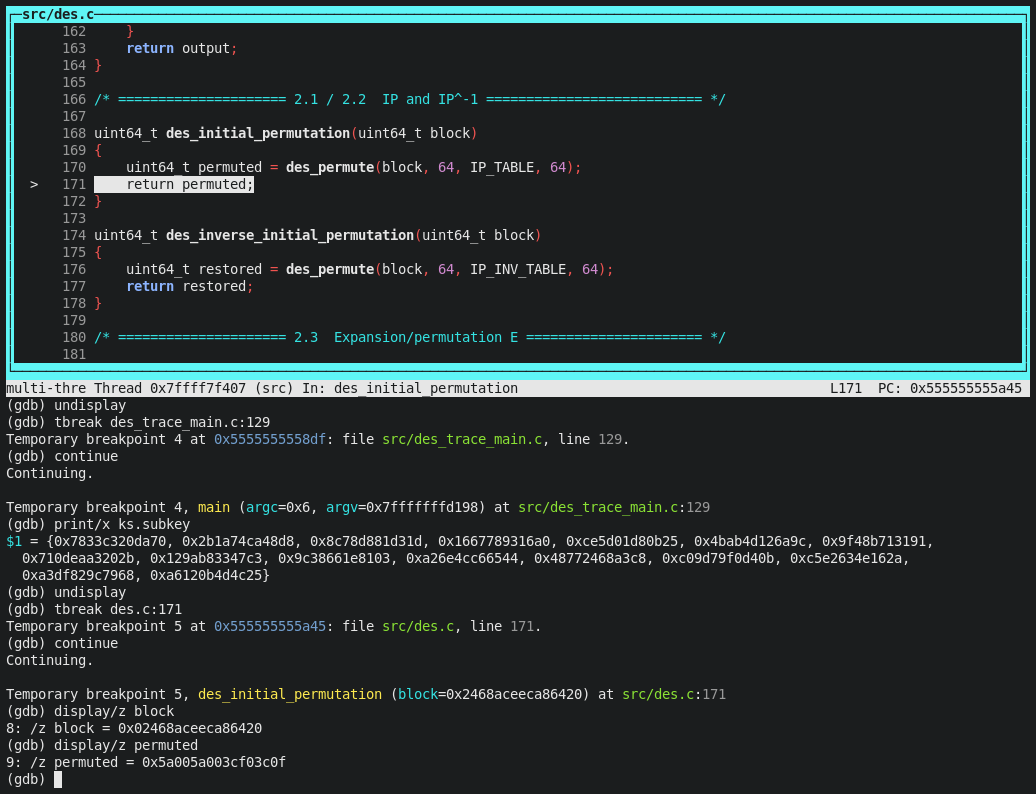 src/des.c
162     }
163     return output;
164 }
165
166 /* ===================== 2.1 / 2.2  IP and IP^-1 =========================== */
167
168 uint64_t des_initial_permutation(uint64_t block)
169 {
170     uint64_t permuted = des_permute(block, 64, IP_TABLE, 64);
>   171     return permuted;
172 }
173
174 uint64_t des_inverse_initial_permutation(uint64_t block)
175 {
176     uint64_t restored = des_permute(block, 64, IP_INV_TABLE, 64);
177     return restored;
178 }
179
180 /* ===================== 2.3  Expansion/permutation E ====================== */
181
multi-thre Thread 0x7ffff7f407 (src) In: des_initial_permutation                                       L171  PC: 0x555555555a45
(gdb) undisplay
(gdb) tbreak des_trace_main.c:129
Temporary breakpoint 4 at 0x5555555558df: file src/des_trace_main.c, line 129.
(gdb) continue
Continuing.
Temporary breakpoint 4, main (argc=0x6, argv=0x7fffffffd198) at src/des_trace_main.c:129
(gdb) print/x ks.subkey
$1 = {0x7833c320da70, 0x2b1a74ca48d8, 0x8c78d881d31d, 0x1667789316a0, 0xce5d01d80b25, 0x4bab4d126a9c, 0x9f48b713191,
  0x710deaa3202b, 0x129ab83347c3, 0x9c38661e8103, 0xa26e4cc66544, 0x48772468a3c8, 0xc09d79f0d40b, 0xc5e2634e162a,
  0xa3df829c7968, 0xa6120b4d4c25}
(gdb) undisplay
(gdb) tbreak des.c:171
Temporary breakpoint 5 at 0x555555555a45: file src/des.c, line 171.
(gdb) continue
Continuing.
Temporary breakpoint 5, des_initial_permutation (block=0x2468aceeca86420) at src/des.c:171
(gdb) display/z block
8: /z block = 0x02468aceeca86420
(gdb) display/z permuted
9: /z permuted = 0x5a005a003cf03c0f
(gdb)